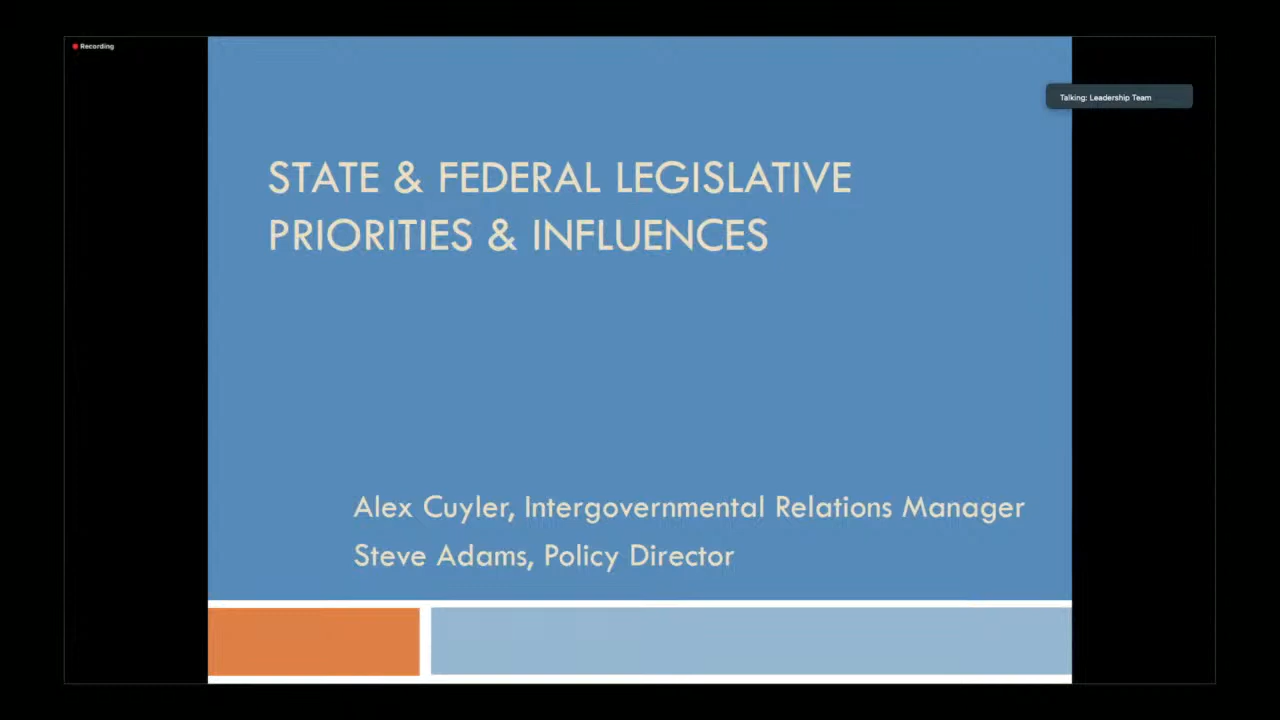 Recording
Talking: Leadership Team
STATE & FEDERAL LEGISLATIVE
PRIORITIES & INFLUENCES
Alex Cuyler, Intergovernmental Relations Manager
Steve Adams, Policy Director